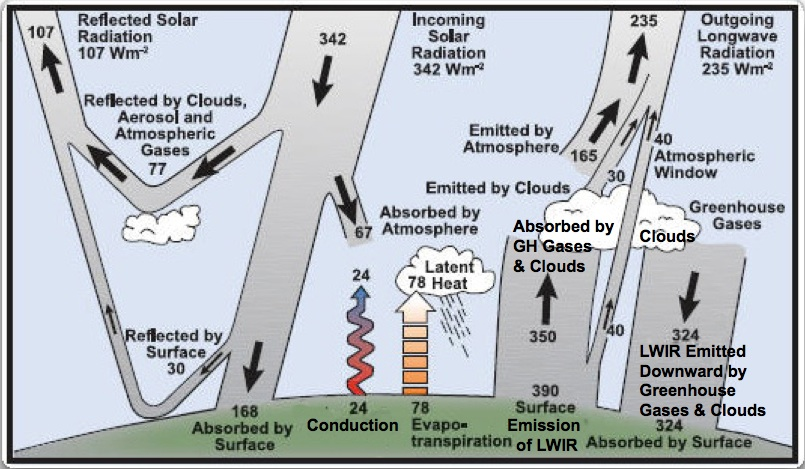 Reflected Solar
Radiation
107 Wm-2
107
342
Incoming
Solar
Radiation
342 Wm-2
235
Outgoing
Longwave
Radiation
235 Wm-2
Reflected by Clouds,
Aerosol and
Atmospheric
Gases
77
Emitted by
Atmosphere
165
40
Atmospheric
Window
Emitted by Clouds
30
Absorbed by
Atmosphere
67
Greenhouse
Gases
Absorbed by
GH Gases
& Clouds
Clouds
24
Latent
78 Heat
Reflected by
Surface
30
350
40
324
LWIR Emitted
Downward by
Greenhouse
Gases & Clouds
390
Surface
Emission
of LWIR
168
Absorbed by
Surface
24
Conduction
78
Evapo-
transpiration
324
Absorbed by Surface